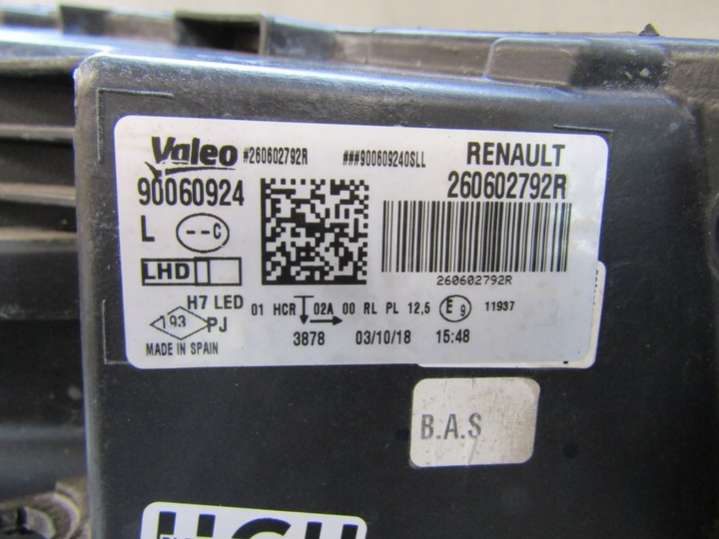 Valeo #260602792R ###90060924OSLL RENAULT
90060924 260602792R
L --C
LHD 260602792R
H7 LED 01 HCR 02A 00 RL PL 12,5 E9 11937
193 PJ 3878 03/10/18 15:48
MADE IN SPAIN
B.A.S